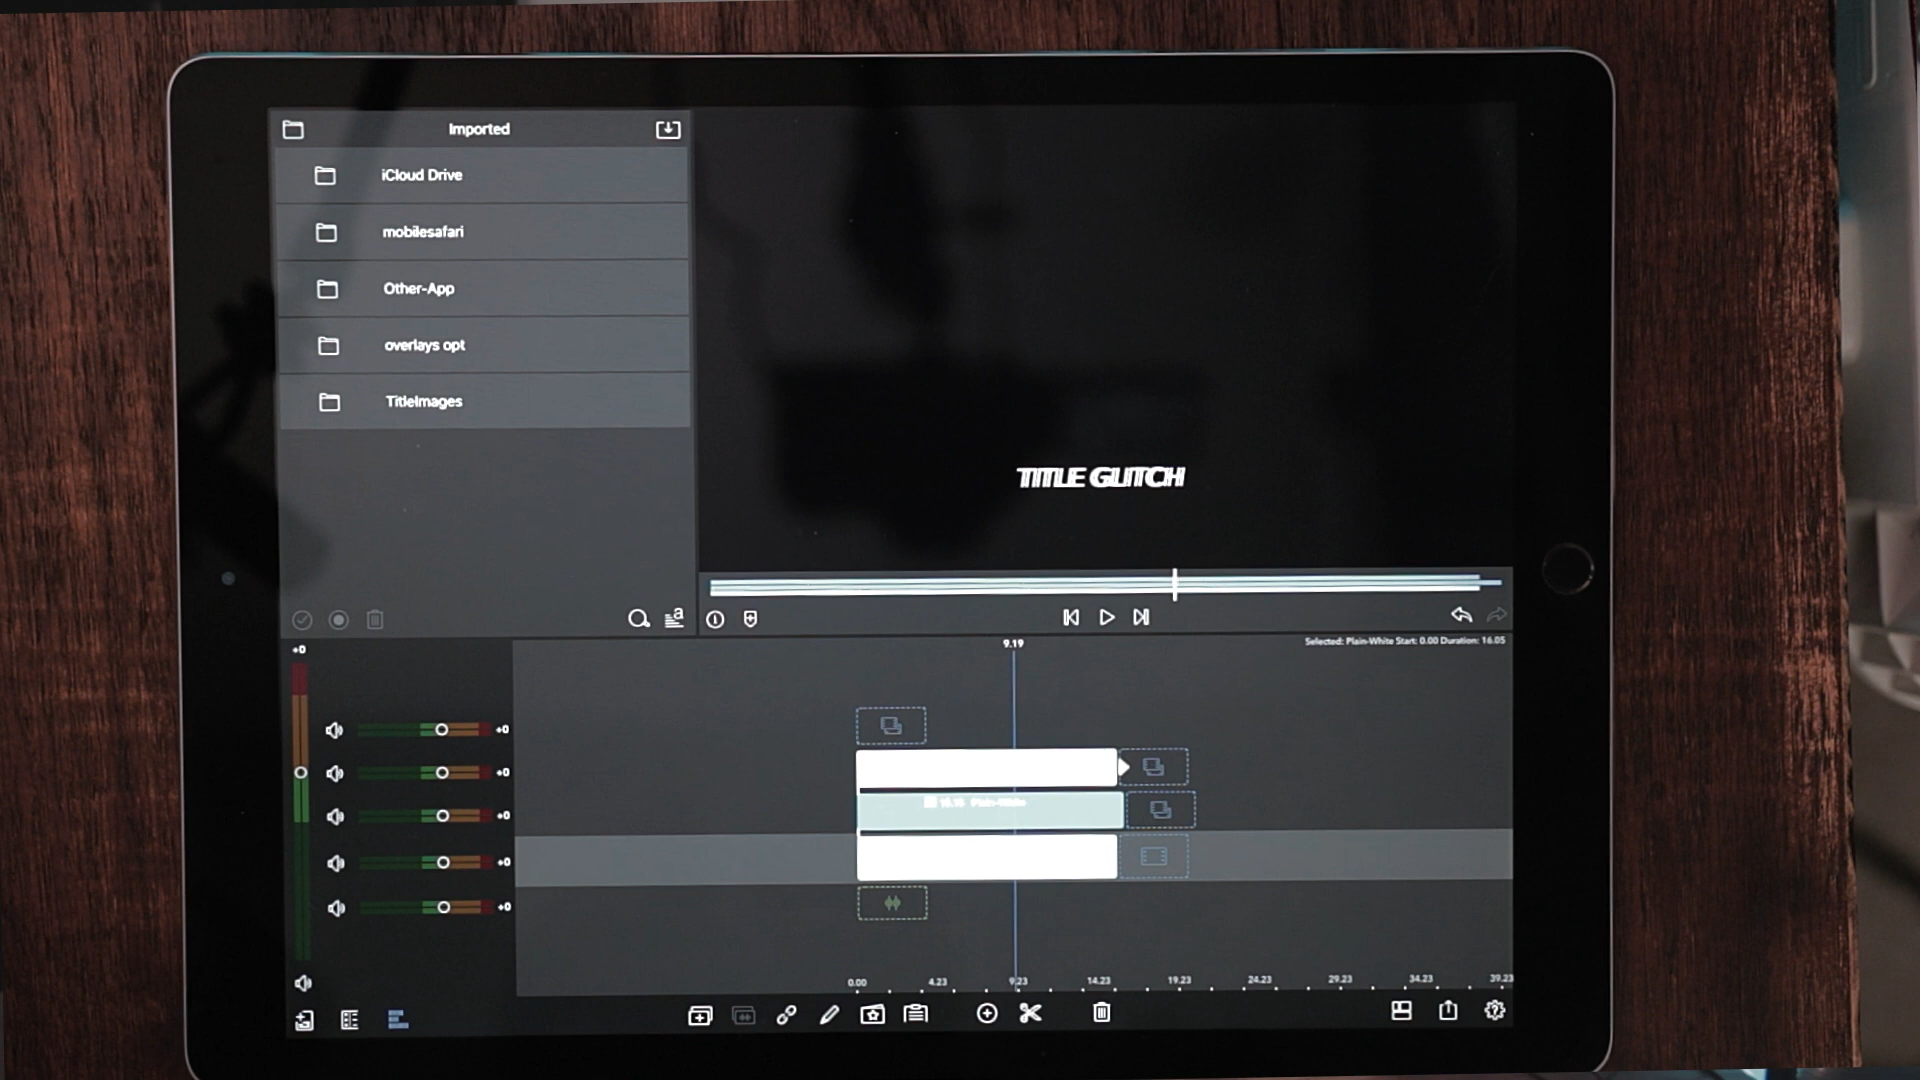 Imported
iCloud Drive
mobilesafari
Other-App
overlays opt
TitleImages
TITLE GLITCH
+0
9.19
Selected: Plain-White Start: 0.00 Duration: 16.05
+0
+0
Plain-White
+0
+0
+0
0.00 4.23 9.23 14.23 19.23 24.23 29.23 34.23 39.23